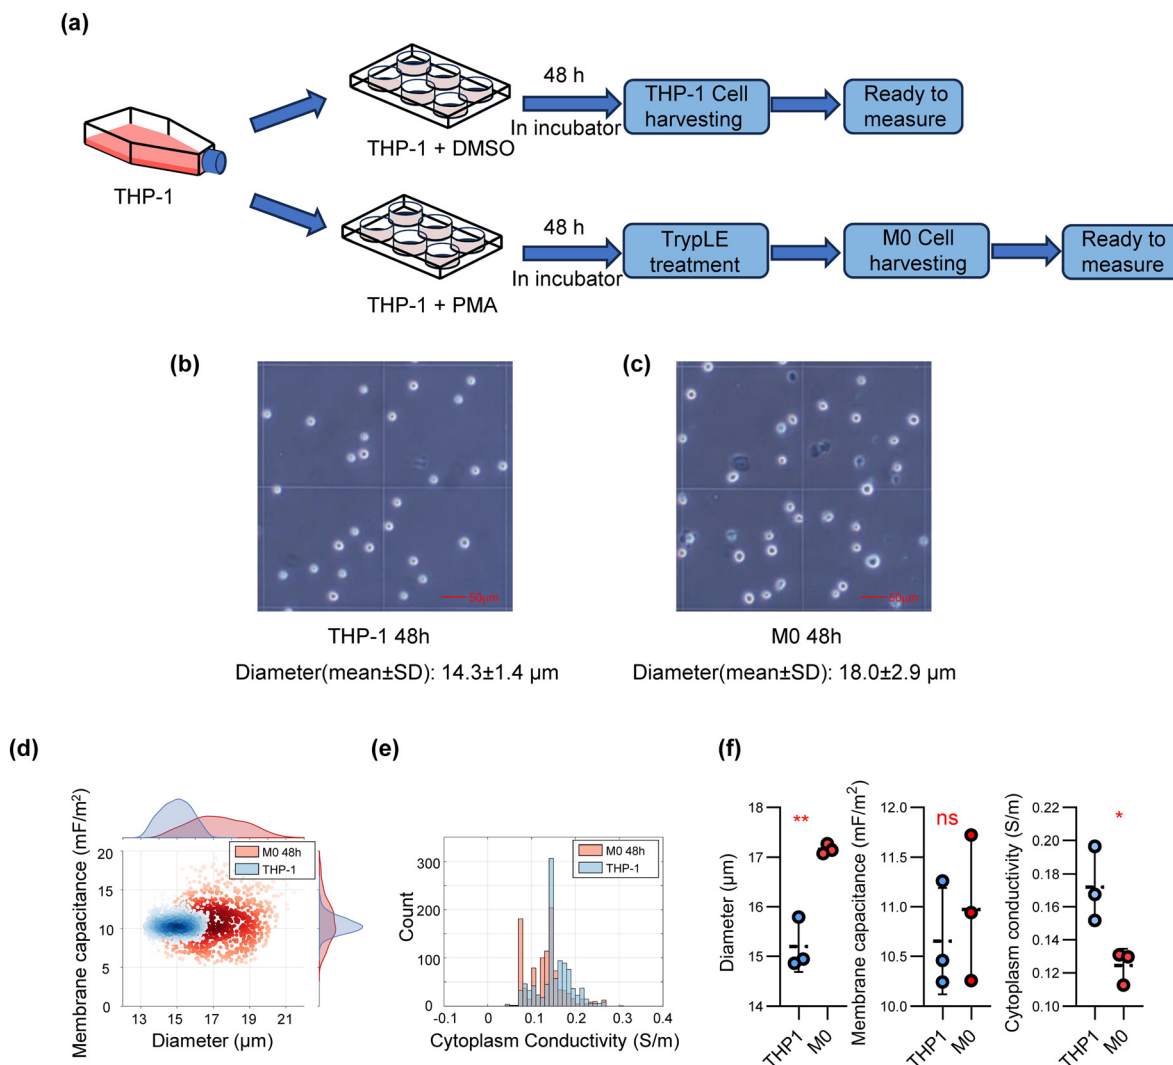 (a)
48 h
THP-1 Cell
harvesting
Ready to
measure
In incubator
THP-1 + DMSO
THP-1
48 h
TrypLE
treatment
M0 Cell
harvesting
Ready to
measure
In incubator
THP-1 + PMA
(b)
50μm
THP-1 48h
Diameter(mean±SD): 14.3±1.4 μm
(c)
50μm
M0 48h
Diameter(mean±SD): 18.0±2.9 μm
(d)
Membrane capacitance (mF/m²)
20
15
10
5
0
M0 48h
THP-1
13 15 17 19 21
Diameter (μm)
(e)
Count
300
200
100
0
M0 48h
THP-1
-0.1 0 0.1 0.2 0.3 0.4
Cytoplasm Conductivity (S/m)
(f)
Diameter (μm)
18
17
16
15
14
**
THP1 M0
Membrane capacitance (mF/m²)
12.0
11.5
11.0
10.5
10.0
ns
THP1 M0
Cytoplasm conductivity (S/m)
0.22
0.20
0.18
0.16
0.14
0.12
0.10
*
THP1 M0